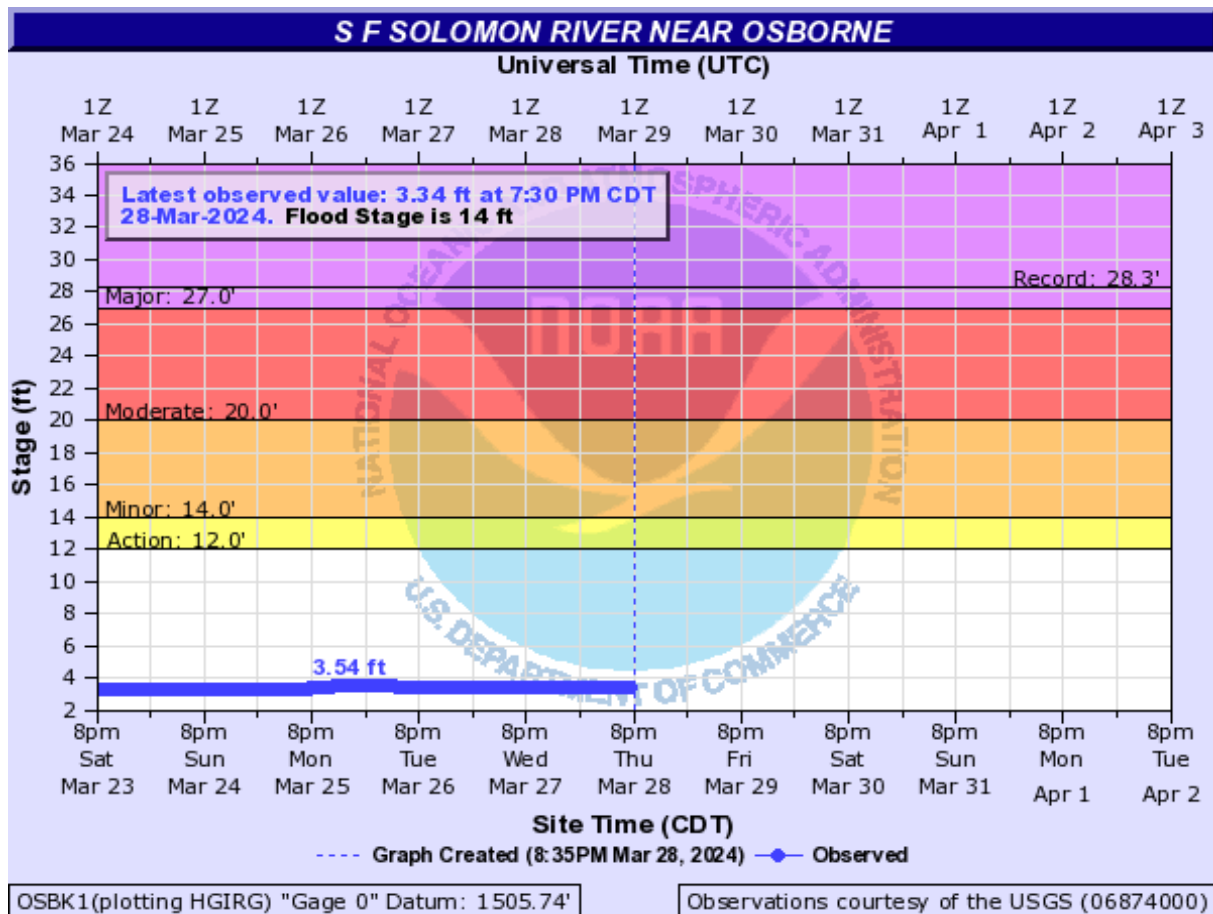 S F SOLOMON RIVER NEAR OSBORNE
Universal Time (UTC)
1Z 1Z 1Z 1Z 1Z 1Z 1Z 1Z 1Z 1Z 1Z
Mar 24 Mar 25 Mar 26 Mar 27 Mar 28 Mar 29 Mar 30 Mar 31 Apr 1 Apr 2 Apr 3
36
Latest observed value: 3.34 ft at 7:30 PM CDT
28-Mar-2024. Flood Stage is 14 ft
34
32
30
Record: 28.3'
28
Major: 27.0'
26
24
22
Moderate: 20.0'
20
18
16
Minor: 14.0'
14
Action: 12.0'
12
10
8
6
3.54 ft
4
2
Stage (ft)
NATIONAL OCEANIC AND ATMOSPHERIC ADMINISTRATION
NOAA
U.S. DEPARTMENT OF COMMERCE
8pm 8pm 8pm 8pm 8pm 8pm 8pm 8pm 8pm 8pm 8pm
Sat Sun Mon Tue Wed Thu Fri Sat Sun Mon Tue
Mar 23 Mar 24 Mar 25 Mar 26 Mar 27 Mar 28 Mar 29 Mar 30 Mar 31 Apr 1 Apr 2
Site Time (CDT)
Graph Created (8:35PM Mar 28, 2024) Observed
OSBK1(plotting HGIRG) "Gage 0" Datum: 1505.74'
Observations courtesy of the USGS (06874000)